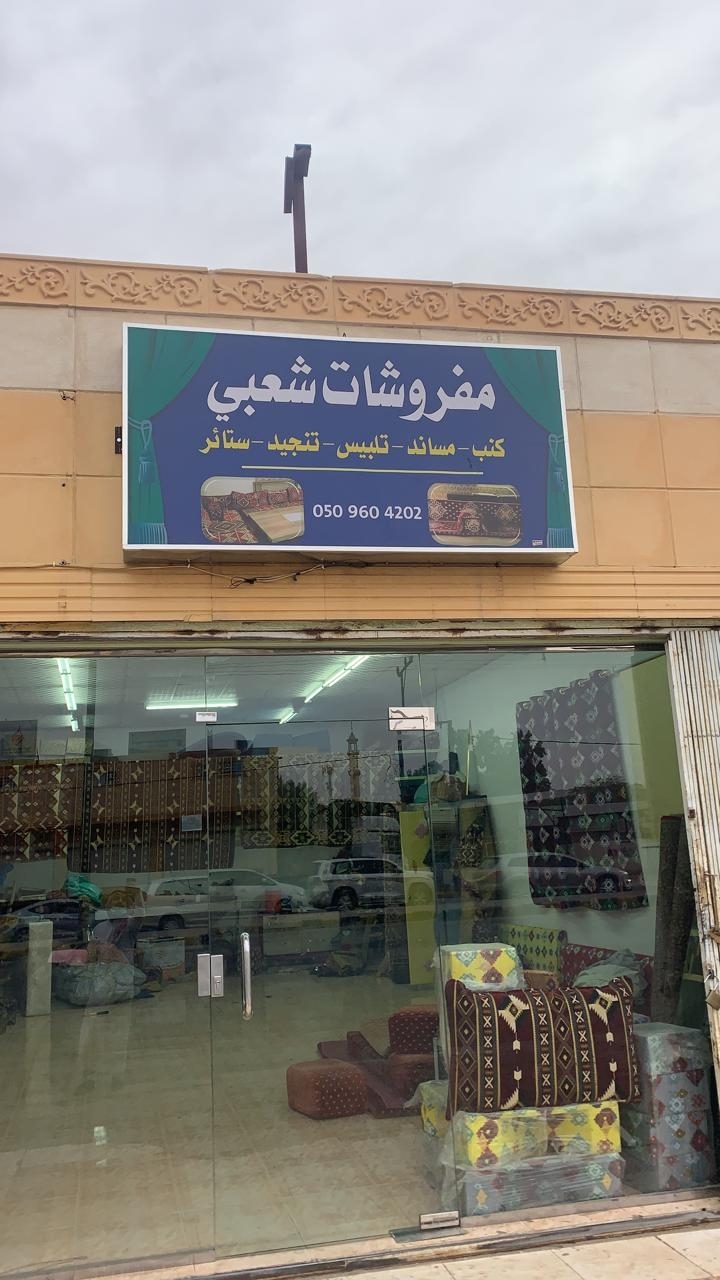 مفروشات شعبي
كنب - مساند - تلبيس - تنجيد - ستائر
050 960 4202